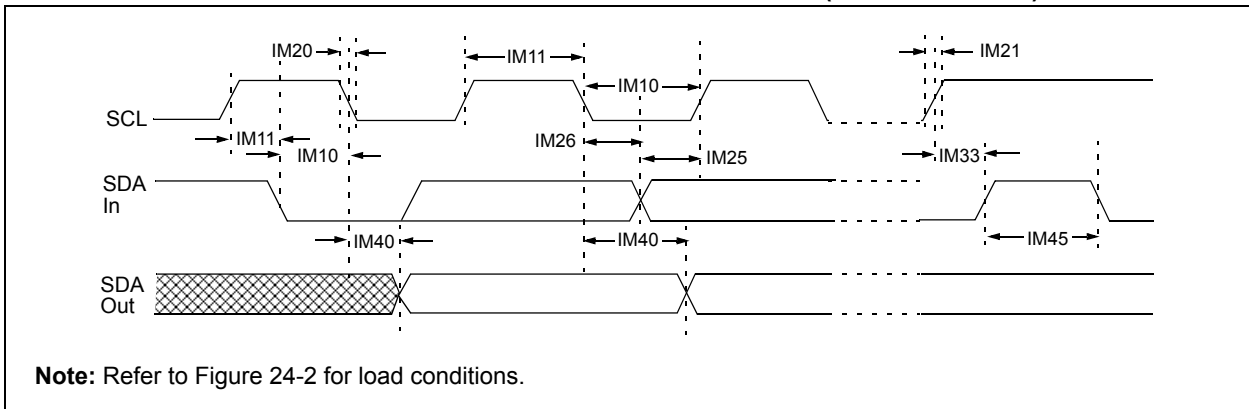 IM20
IM11
IM21
IM10
SCL
IM11
IM26
IM10
IM25
IM33
SDA
In
IM40
IM40
IM45
SDA
Out
Note: Refer to Figure 24-2 for load conditions.